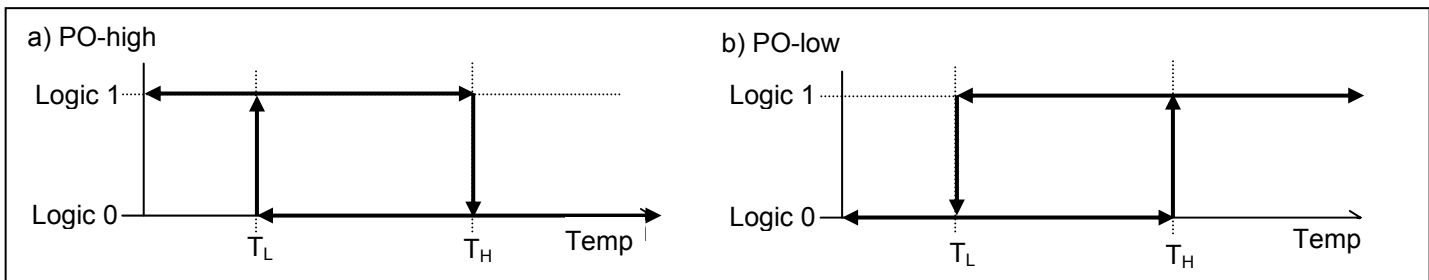 a) PO-high
Logic 1
Logic 0
T_L
T_H
Temp
b) PO-low
Logic 1
Logic 0
T_L
T_H
Temp